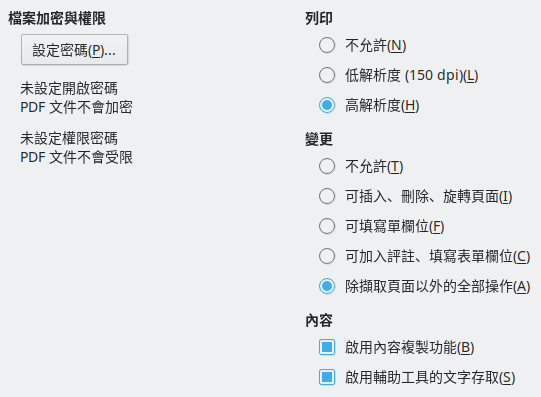 檔案加密與權限
設定密碼(P)...
未設定開啟密碼
PDF 文件不會加密
未設定權限密碼
PDF 文件不會受限
列印
不允許(N)
低解析度 (150 dpi)(L)
高解析度(H)
變更
不允許(T)
可插入、刪除、旋轉頁面(I)
可填寫單欄位(F)
可加入評註、填寫表單欄位(C)
除擷取頁面以外的全部操作(A)
內容
啟用內容複製功能(B)
啟用輔助工具的文字存取(S)